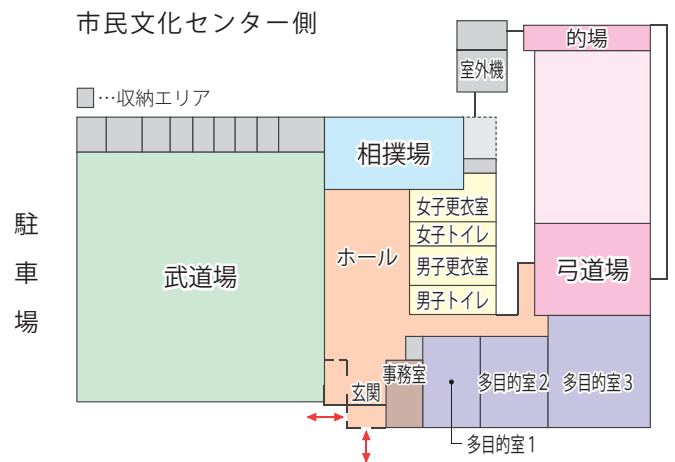 市民文化センター側
的場
室外機
…収納エリア
相撲場
女子更衣室
女子トイレ
駐車場
ホール
武道場
男子更衣室
弓道場
男子トイレ
事務室
玄関
多目的室2
多目的室3
多目的室1